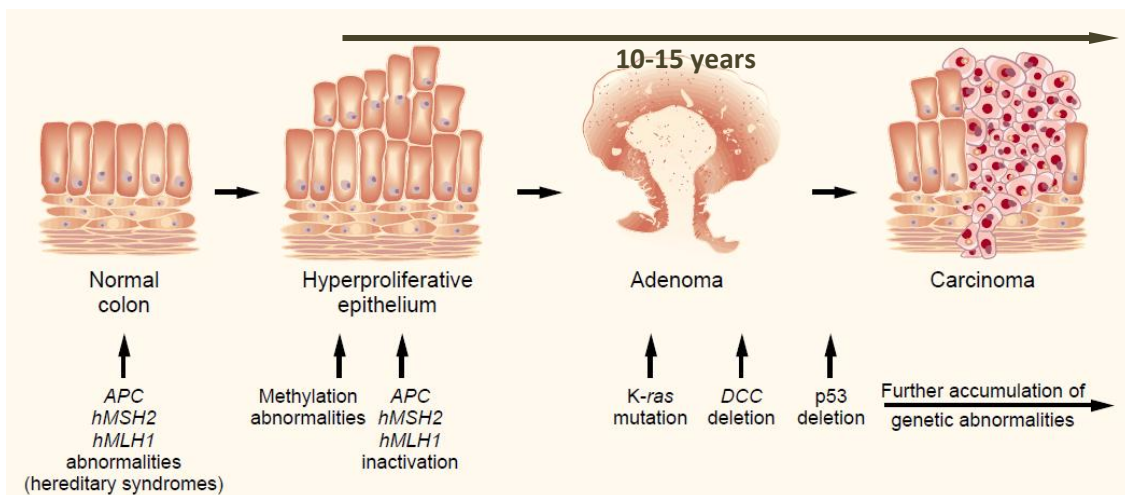 10-15 years
Normal
colon
Hyperproliferative
epithelium
Adenoma
Carcinoma
APC
hMSH2
hMLH1
abnormalities
(hereditary syndromes)
Methylation
abnormalities
APC
hMSH2
hMLH1
inactivation
K-ras
mutation
DCC
deletion
p53
deletion
Further accumulation of
genetic abnormalities